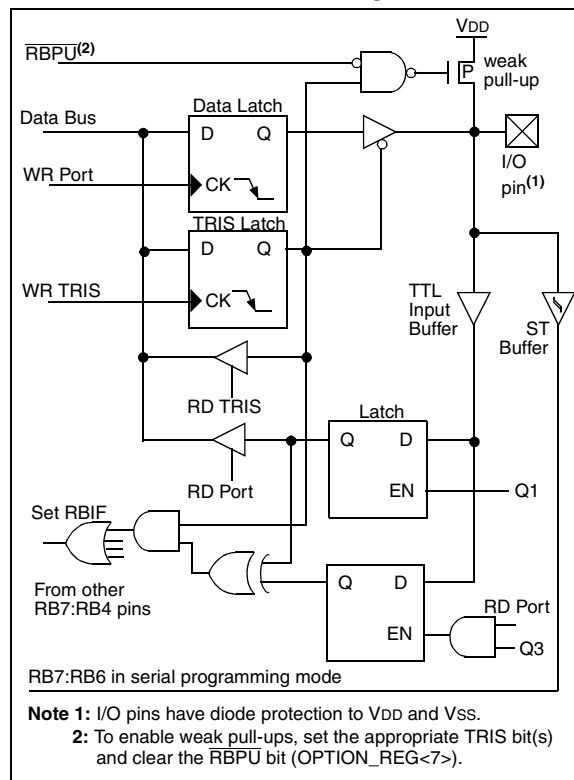 VDD
RBPU(2)
P weak
pull-up
Data Bus
Data Latch
D Q
WR Port
CK
I/O
pin(1)
TRIS Latch
D Q
WR TRIS
CK
TTL
Input
Buffer
ST
Buffer
RD TRIS
Latch
Q D
RD Port
EN
Q1
Set RBIF
From other
RB7:RB4 pins
Q D
RD Port
EN
Q3
RB7:RB6 in serial programming mode
Note 1: I/O pins have diode protection to VDD and VSS.
2: To enable weak pull-ups, set the appropriate TRIS bit(s)
and clear the RBPU bit (OPTION_REG<7>).